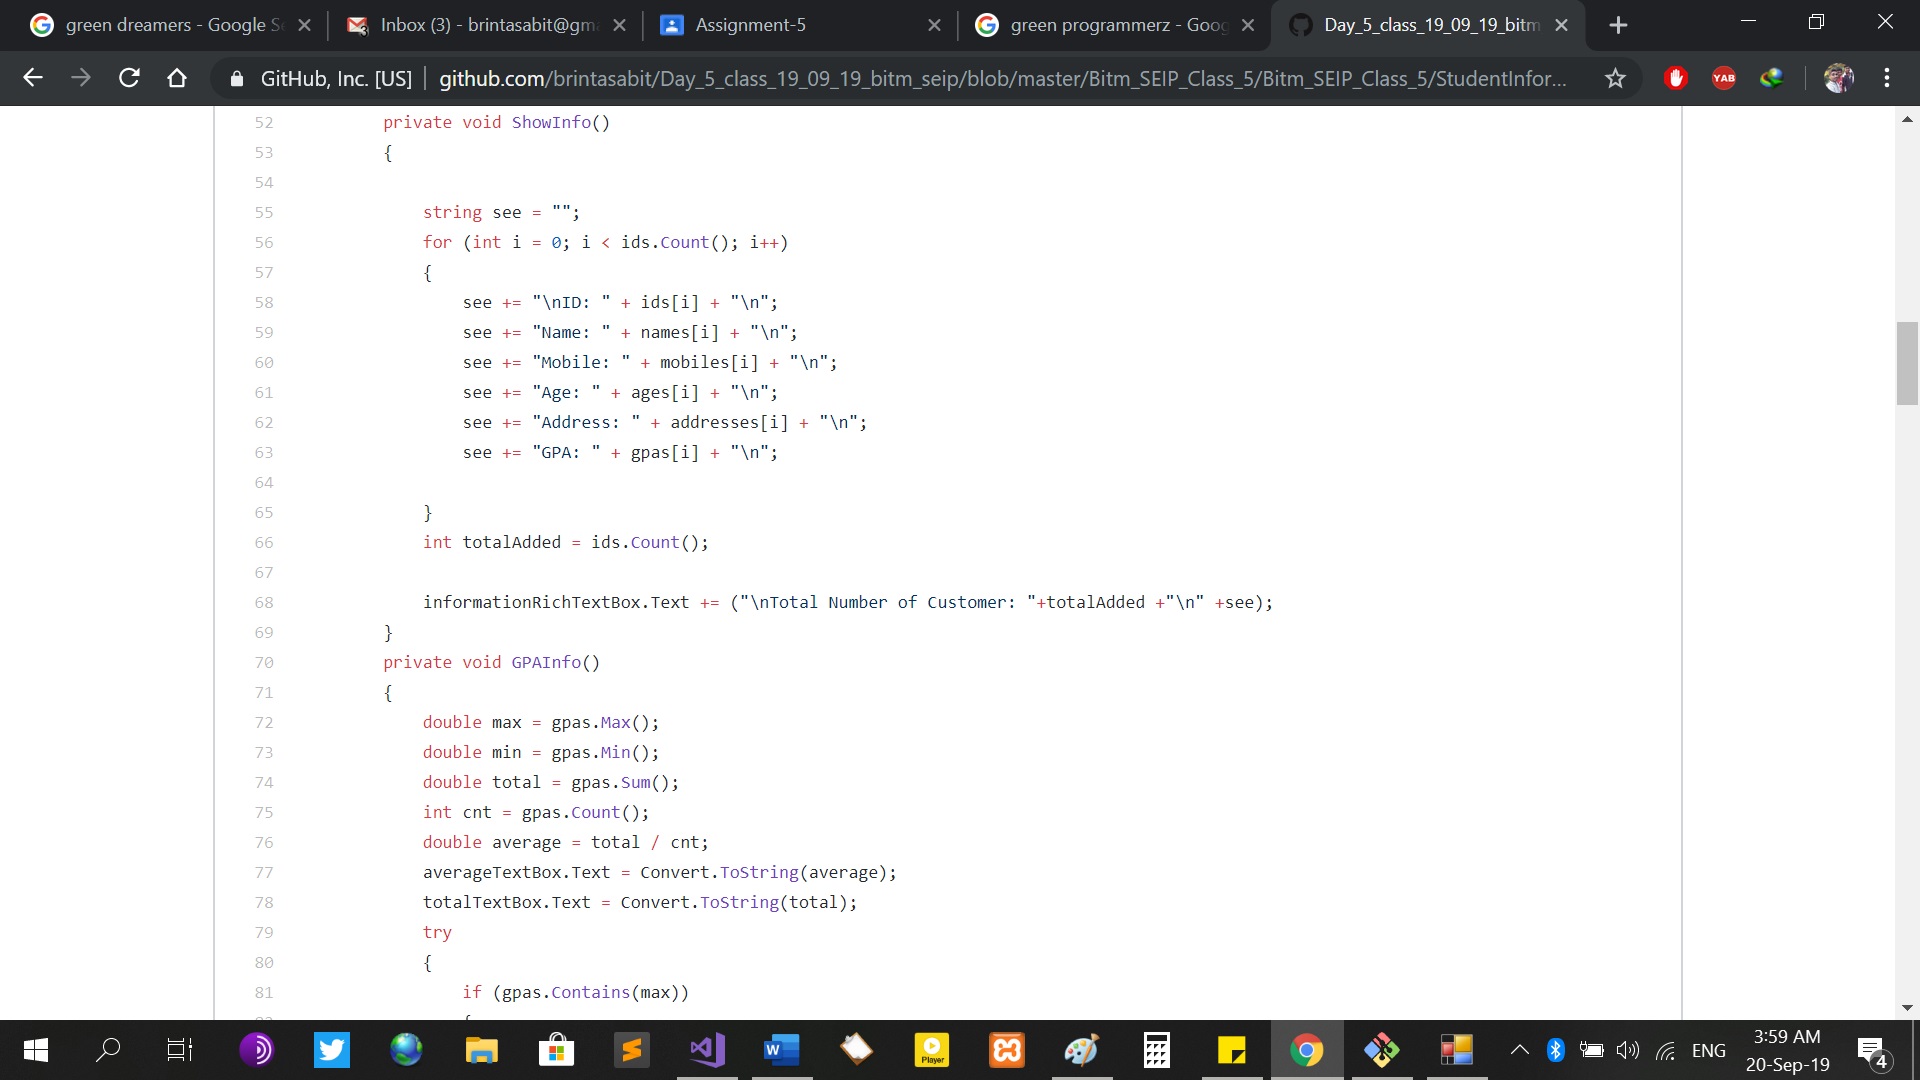 green dreamers - Google Se
Inbox (3) - brintasabit@gma
Assignment-5
green programmerz - Goog
Day_5_class_19_09_19_bitm
GitHub, Inc. [US] | github.com/brintasabit/Day_5_class_19_09_19_bitm_seip/blob/master/Bitm_SEIP_Class_5/Bitm_SEIP_Class_5/StudentInfor...
YAB
52 private void ShowInfo()
53 {
54
55 string see = "";
56 for (int i = 0; i < ids.Count(); i++)
57 {
58 see += "\nID: " + ids[i] + "\n";
59 see += "Name: " + names[i] + "\n";
60 see += "Mobile: " + mobiles[i] + "\n";
61 see += "Age: " + ages[i] + "\n";
62 see += "Address: " + addresses[i] + "\n";
63 see += "GPA: " + gpas[i] + "\n";
64
65 }
66 int totalAdded = ids.Count();
67
68 informationRichTextBox.Text += ("\nTotal Number of Customer: "+totalAdded +"\n" +see);
69 }
70 private void GPAInfo()
71 {
72 double max = gpas.Max();
73 double min = gpas.Min();
74 double total = gpas.Sum();
75 int cnt = gpas.Count();
76 double average = total / cnt;
77 averageTextBox.Text = Convert.ToString(average);
78 totalTextBox.Text = Convert.ToString(total);
79 try
80 {
81 if (gpas.Contains(max))
Player
ENG
3:59 AM
20-Sep-19
4